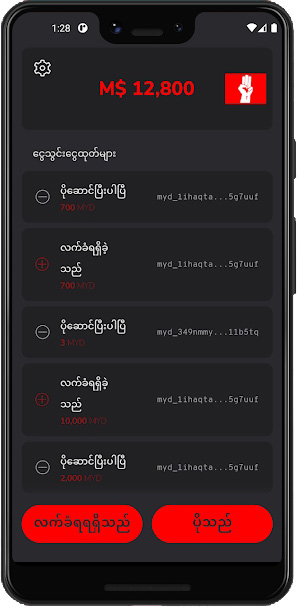 1:28
M$ 12,800
ငွေသွင်းငွေထုတ်များ
ပို့ဆောင်ပြီးပါပြီ
700 MYD
myd_1ihaqta...5g7uuf
လက်ခံရရှိခဲ့
သည်
700 MYD
myd_1ihaqta...5g7uuf
ပို့ဆောင်ပြီးပါပြီ
3 MYD
myd_349nmmy...11b5tq
လက်ခံရရှိခဲ့
သည်
10,000 MYD
myd_1ihaqta...5g7uuf
ပို့ဆောင်ပြီးပါပြီ
2,000 MYD
myd_1ihaqta...5g7uuf
လက်ခံရရှိသည်
ပို့သည်